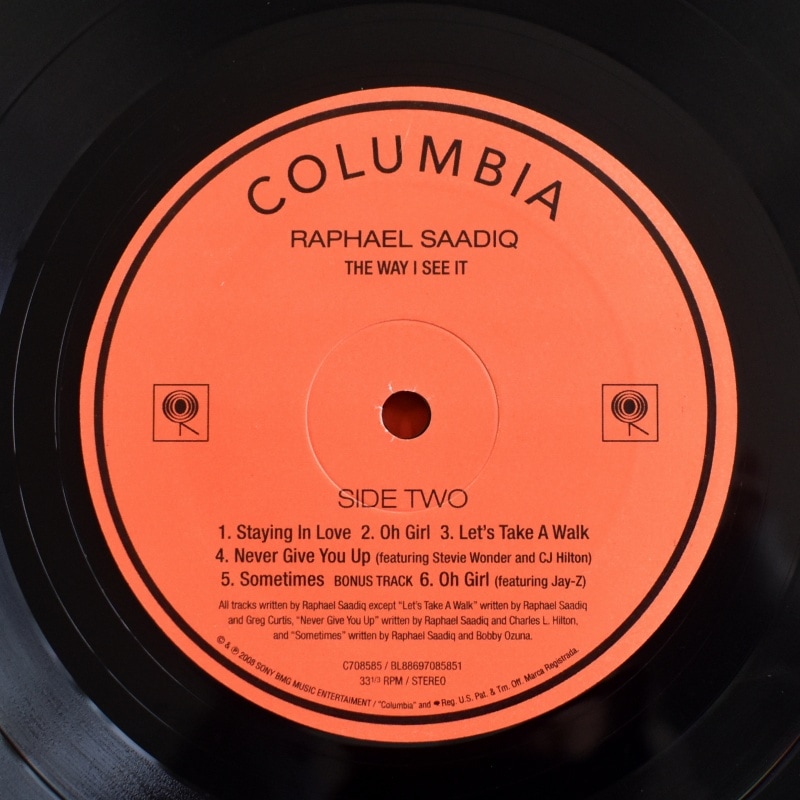 COLUMBIA
RAPHAEL SAADIQ
THE WAY I SEE IT
SIDE TWO
1. Staying In Love 2. Oh Girl 3. Let's Take A Walk
4. Never Give You Up (featuring Stevie Wonder and CJ Hilton)
5. Sometimes BONUS TRACK 6. Oh Girl (featuring Jay-Z)
All tracks written by Raphael Saadiq except "Let's Take A Walk" written by Raphael Saadiq
and Greg Curtis, "Never Give You Up" written by Raphael Saadiq and Charles L. Hilton,
and "Sometimes" written by Raphael Saadiq and Bobby Ozuna.
C708585 / BL88697085851
33 1/3 RPM / STEREO
© & ℗ 2008 SONY BMG MUSIC ENTERTAIMENT / "Columbia" and Reg. U.S. Pat. & Tm. Off. Marca Registrada.